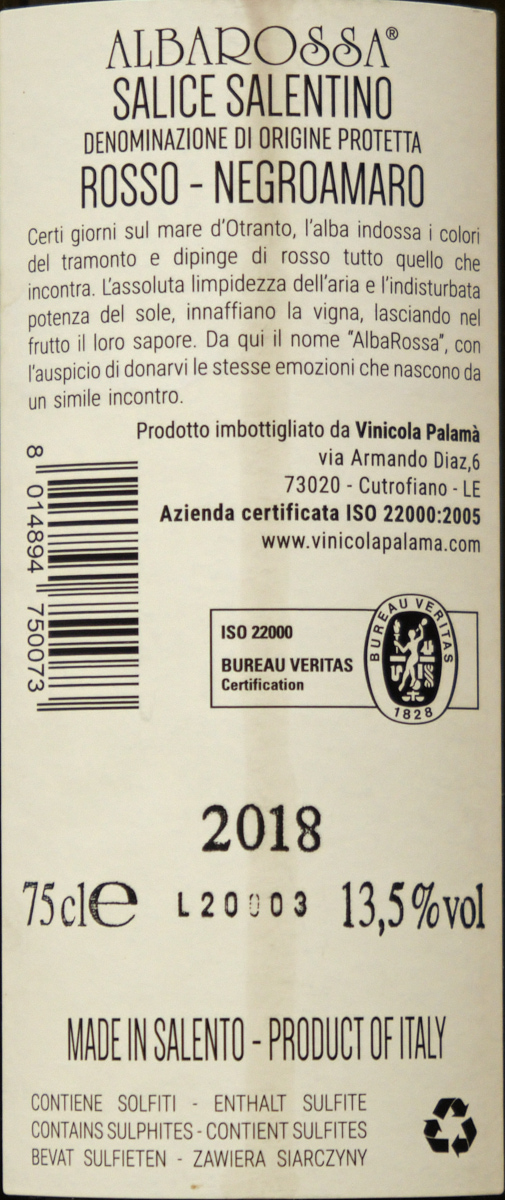 ALBAROSSA®
SALICE SALENTINO
DENOMINAZIONE DI ORIGINE PROTETTA
ROSSO - NEGROAMARO
Certi giorni sul mare d'Otranto, l'alba indossa i colori
del tramonto e dipinge di rosso tutto quello che
incontra. L'assoluta limpidezza dell'aria e l'indisturbata
potenza del sole, innaffiano la vigna, lasciando nel
frutto il loro sapore. Da qui il nome "AlbaRossa", con
l'auspicio di donarvi le stesse emozioni che nascono da
un simile incontro.
Prodotto imbottigliato da Vinicola Palamà
via Armando Diaz,6
73020 - Cutrofiano - LE
Azienda certificata ISO 22000:2005
www.vinicolapalama.com
8 014894 750073
ISO 22000
BUREAU VERITAS
Certification
BUREAU VERITAS
1828
2018
75cl℮ L20003 13,5%vol
MADE IN SALENTO - PRODUCT OF ITALY
CONTIENE SOLFITI - ENTHALT SULFITE
CONTAINS SULPHITES - CONTIENT SULFITES
BEVAT SULFIETEN - ZAWIERA SIARCZYNY